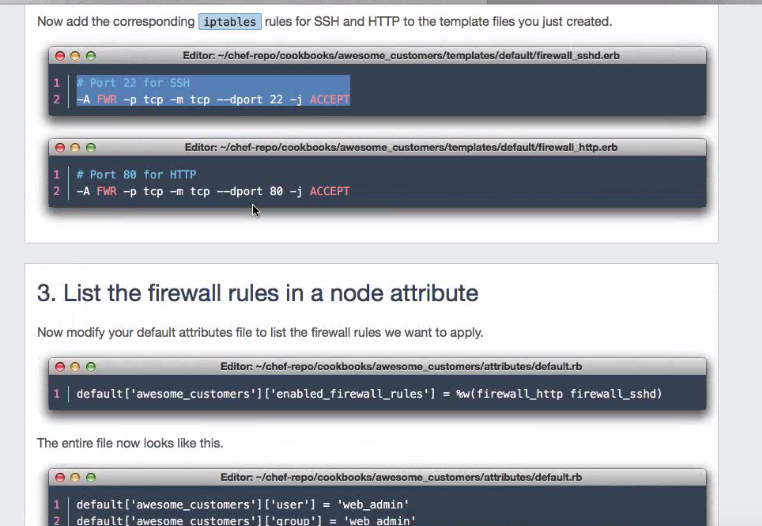 Now add the corresponding iptables rules for SSH and HTTP to the template files you just created.
Editor: ~/chef-repo/cookbooks/awesome_customers/templates/default/firewall_sshd.erb
1 # Port 22 for SSH
2 -A FWR -p tcp -m tcp --dport 22 -j ACCEPT
Editor: ~/chef-repo/cookbooks/awesome_customers/templates/default/firewall_http.erb
1 # Port 80 for HTTP
2 -A FWR -p tcp -m tcp --dport 80 -j ACCEPT
3. List the firewall rules in a node attribute
Now modify your default attributes file to list the firewall rules we want to apply.
Editor: ~/chef-repo/cookbooks/awesome_customers/attributes/default.rb
1 default['awesome_customers']['enabled_firewall_rules'] = %w(firewall_http firewall_sshd)
The entire file now looks like this.
Editor: ~/chef-repo/cookbooks/awesome_customers/attributes/default.rb
1 default['awesome_customers']['user'] = 'web_admin'
2 default['awesome_customers']['group'] = 'web_admin'